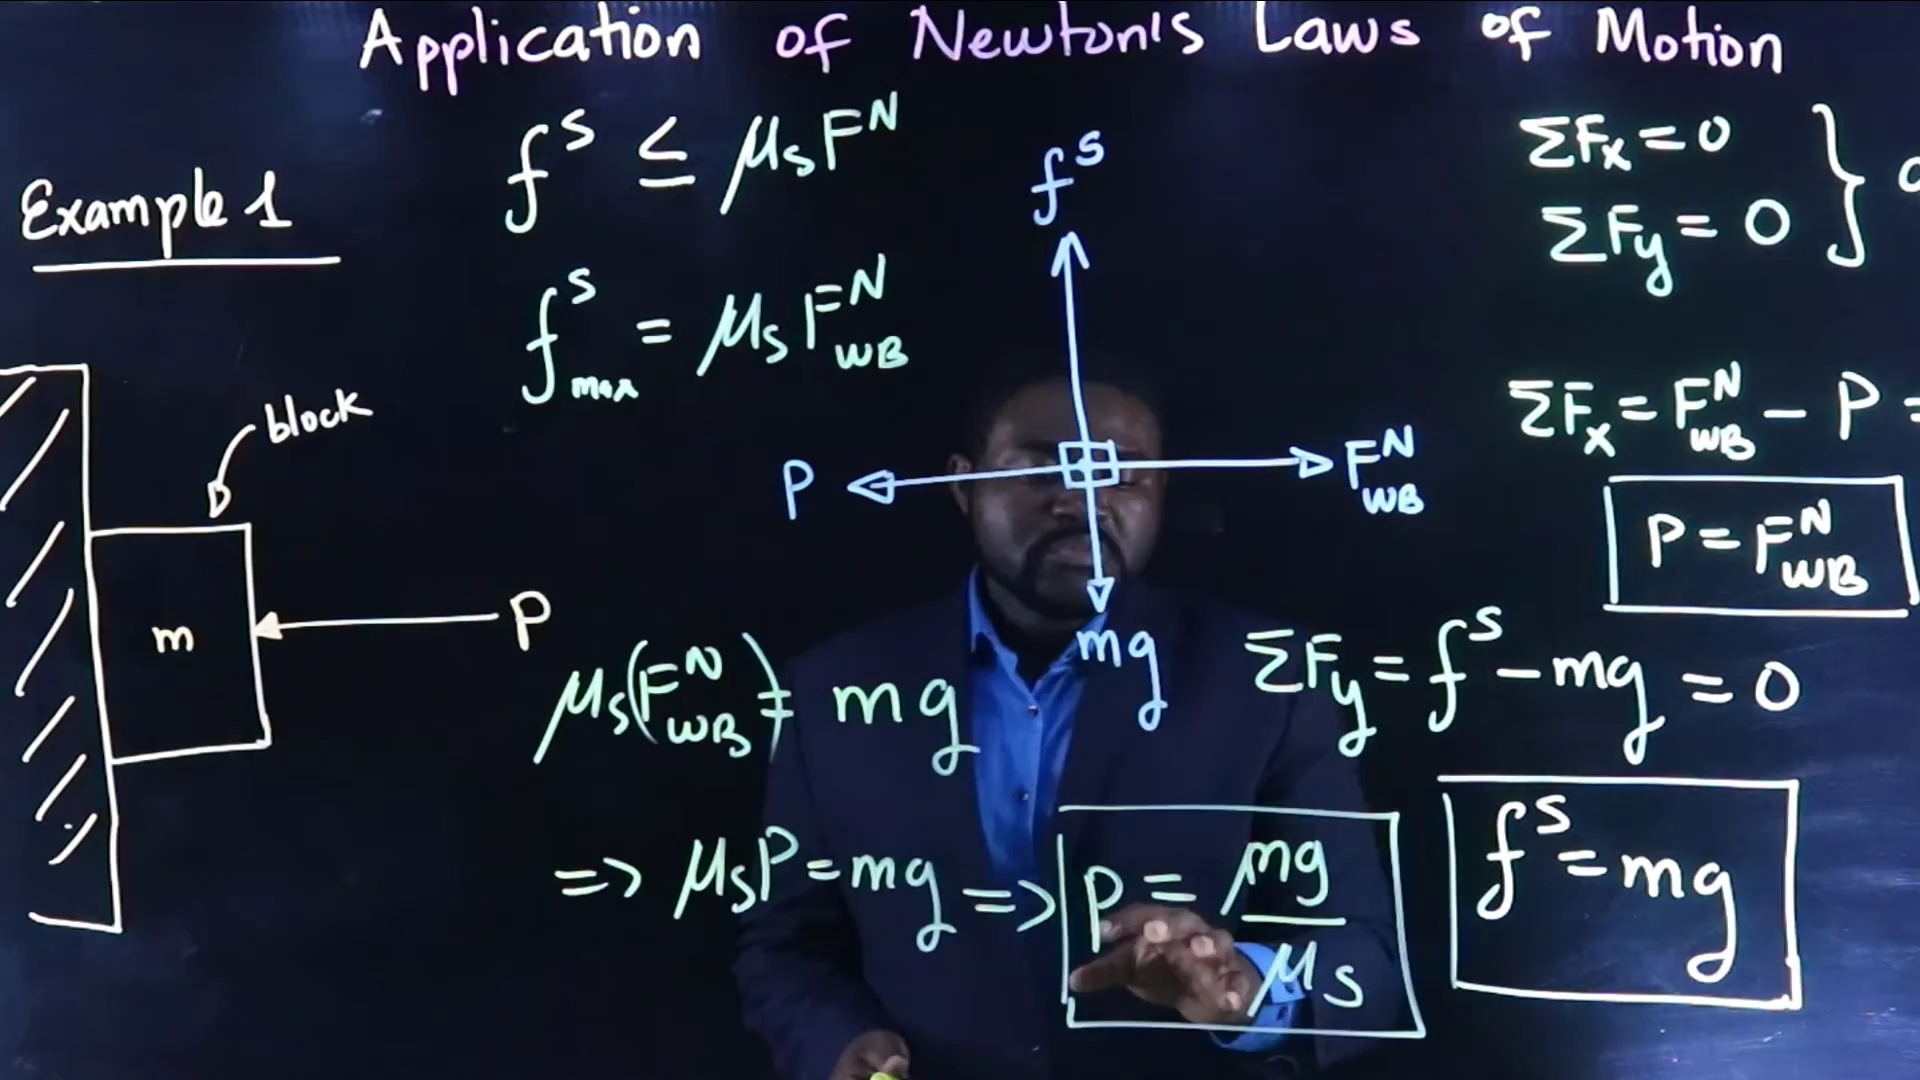 Application of Newton's Laws of Motion
Example 1
f^s ≤ μ_s F^N
f^s_max = μ_s F^N_WB
block
m
P
f^s
P
F^N_WB
mg
ΣF_x = 0
ΣF_y = 0 }
ΣF_x = F^N_WB - P =
P = F^N_WB
ΣF_y = f^s - mg = 0
f^s = mg
μ_s(F^N_WB) = mg
=> μ_s P = mg => P = mg/μ_s